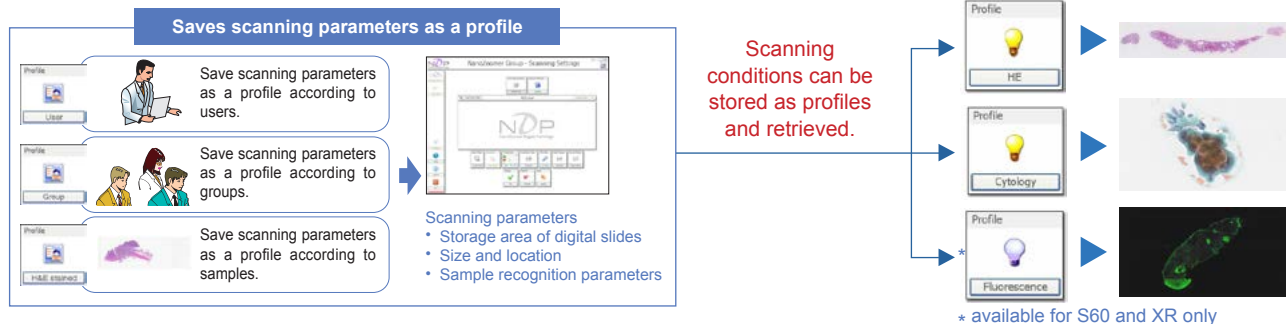 Saves scanning parameters as a profile
Profile
User
Save scanning parameters
as a profile according to
users.
Profile
Group
Save scanning parameters
as a profile according to
groups.
Profile
H&E stained
Save scanning parameters
as a profile according to
samples.
NanoZoomer Group - Scanning Settings
NDP
Scanning parameters
• Storage area of digital slides
• Size and location
• Sample recognition parameters
Scanning
conditions can be
stored as profiles
and retrieved.
Profile
HE
Profile
Cytology
Profile
*
Fluorescence
* available for S60 and XR only